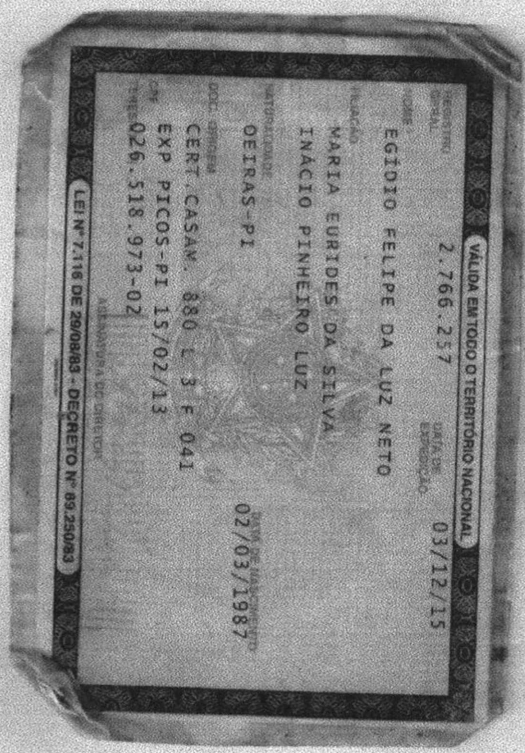 VÁLIDA EM TODO O TERRITÓRIO NACIONAL
REGISTRO GERAL 2.766.257 DATA DE EXPEDIÇÃO 03/12/15
NOME
EGÍDIO FELIPE DA LUZ NETO
FILIAÇÃO
MARIA EURIDES DA SILVA
INÁCIO PINHEIRO LUZ
NATURALIDADE DATA DE NASCIMENTO
OEIRAS-PI 02/03/1987
DOC. ORIGEM
CERT.CASAM. 880 L 3 F 041
EXP PICOS-PI 15/02/13
CPF 026.518.973-02
ASSINATURA DO DIRETOR
LEI Nº 7.116 DE 29/08/83 - DECRETO Nº 89.250/83